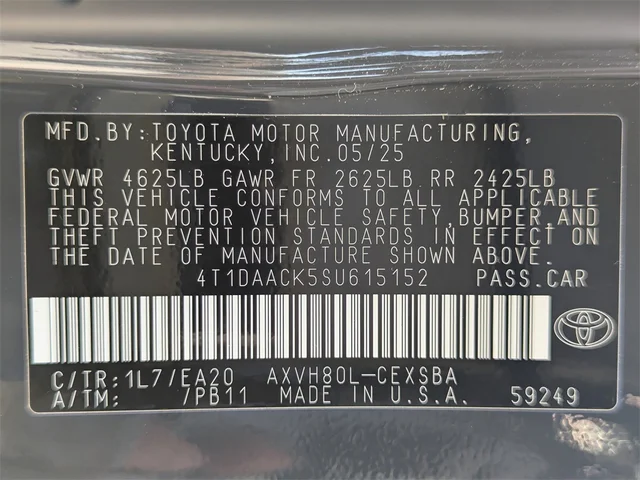 MFD.BY:TOYOTA MOTOR MANUFACTURING,
KENTUCKY, INC. 05/25
GVWR 4625LB GAWR FR 2625LB RR 2425LB
THIS VEHICLE CONFORMS TO ALL APPLICABLE
FEDERAL MOTOR VEHICLE SAFETY, BUMPER, AND
THEFT PREVENTION STANDARDS IN EFFECT ON
THE DATE OF MANUFACTURE SHOWN ABOVE.
4T1DAACK5SU615152 PASS.CAR
C/TR:1L7/EA20 AXVH80L-CEXSBA
A/TM: /PB11 MADE IN U.S.A. 59249